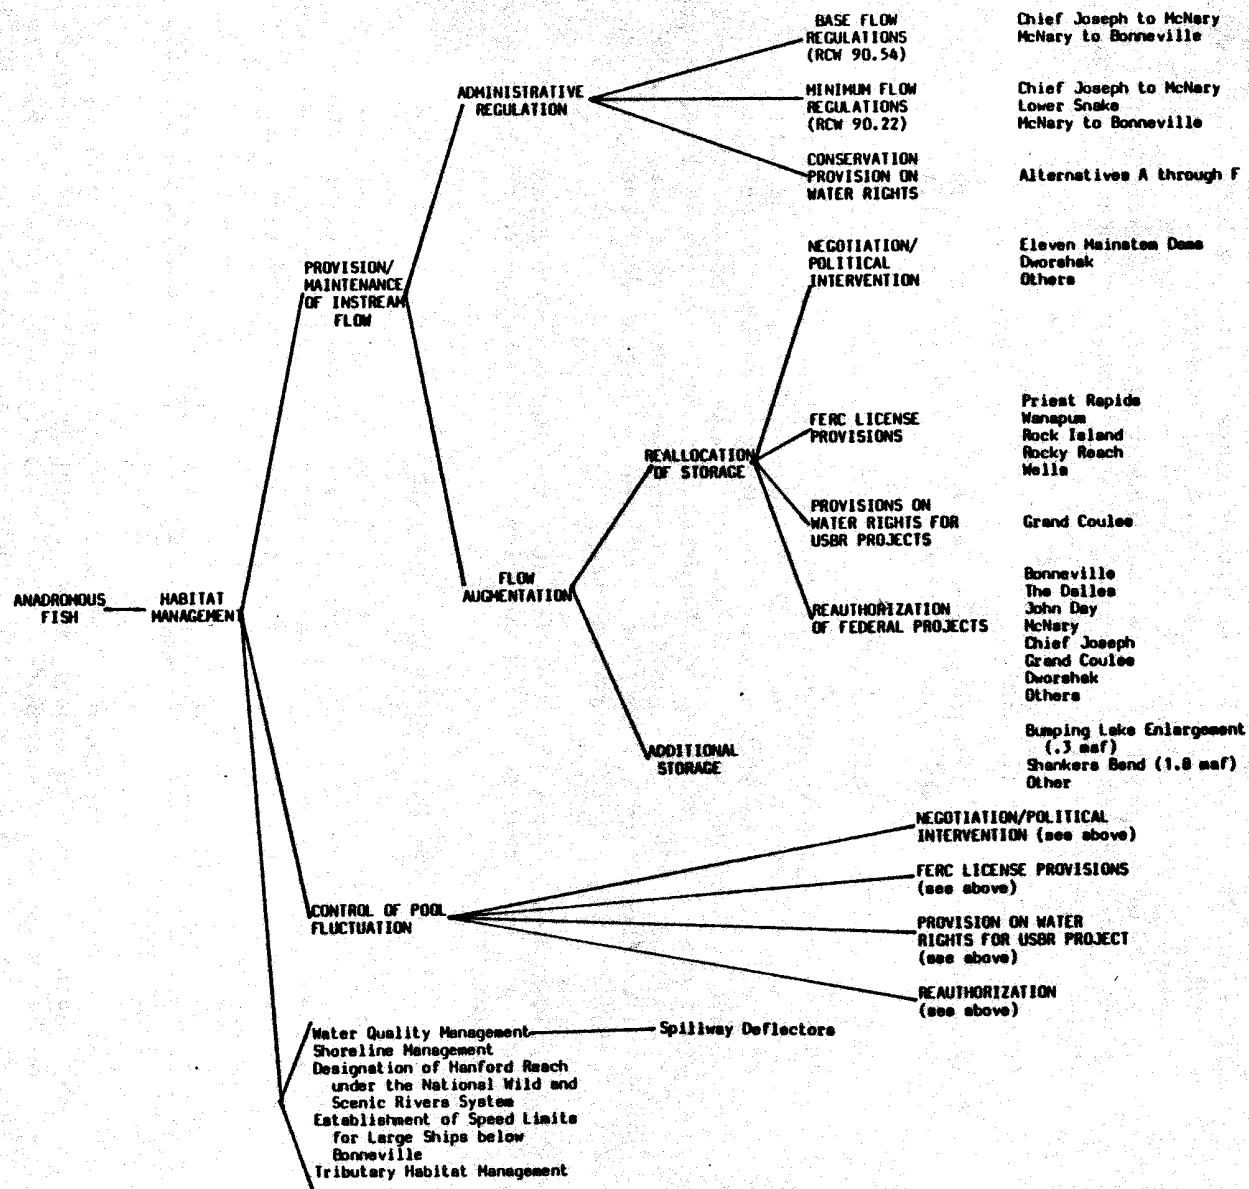 BASE FLOW
REGULATIONS
(RCW 90.54)
Chief Joseph to McNary
McNary to Bonneville
ADMINISTRATIVE
REGULATION
MINIMUM FLOW
REGULATIONS
(RCW 90.22)
Chief Joseph to McNary
Lower Snake
McNary to Bonneville
CONSERVATION
PROVISION ON
WATER RIGHTS
Alternatives A through F
PROVISION/
MAINTENANCE
OF INSTREAM
FLOW
NEGOTIATION/
POLITICAL
INTERVENTION
Eleven Mainstem Dams
Dworshak
Others
FERC LICENSE
PROVISIONS
Priest Rapids
Wanapum
Rock Island
Rocky Reach
Wells
REALLOCATION
OF STORAGE
PROVISIONS ON
WATER RIGHTS FOR
USBR PROJECTS
Grand Coulee
FLOW
AUGMENTATION
REAUTHORIZATION
OF FEDERAL PROJECTS
Bonneville
The Dalles
John Day
McNary
Chief Joseph
Grand Coulee
Dworshak
Others
ANADROMOUS
FISH
HABITAT
MANAGEMENT
ADDITIONAL
STORAGE
Bumping Lake Enlargement
(.3 maf)
Shankers Bend (1.8 maf)
Other
NEGOTIATION/POLITICAL
INTERVENTION (see above)
FERC LICENSE PROVISIONS
(see above)
CONTROL OF POOL
FLUCTUATION
PROVISION ON WATER
RIGHTS FOR USBR PROJECT
(see above)
REAUTHORIZATION
(see above)
Water Quality Management
Spillway Deflectors
Shoreline Management
Designation of Hanford Reach
under the National Wild and
Scenic Rivers System
Establishment of Speed Limits
for Large Ships below
Bonneville
Tributary Habitat Management